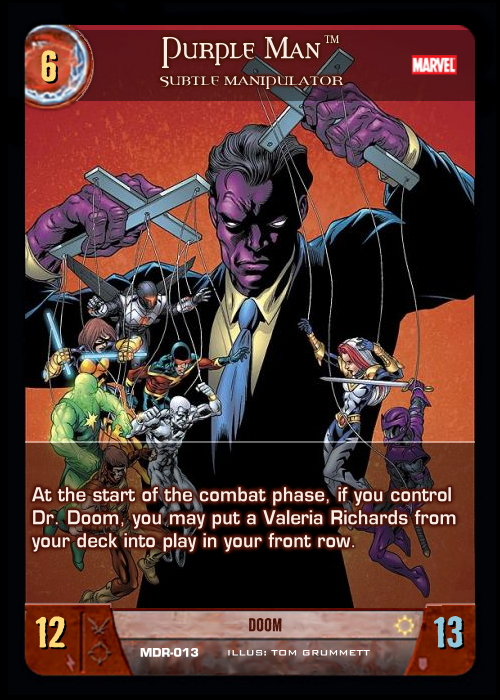 6
Purple Man™
Subtle Manipulator
MARVEL
At the start of the combat phase, if you control
Dr. Doom, you may put a Valeria Richards from
your deck into play in your front row.
12
DOOM
13
MDR-013 ILLUS: TOM GRUMMETT